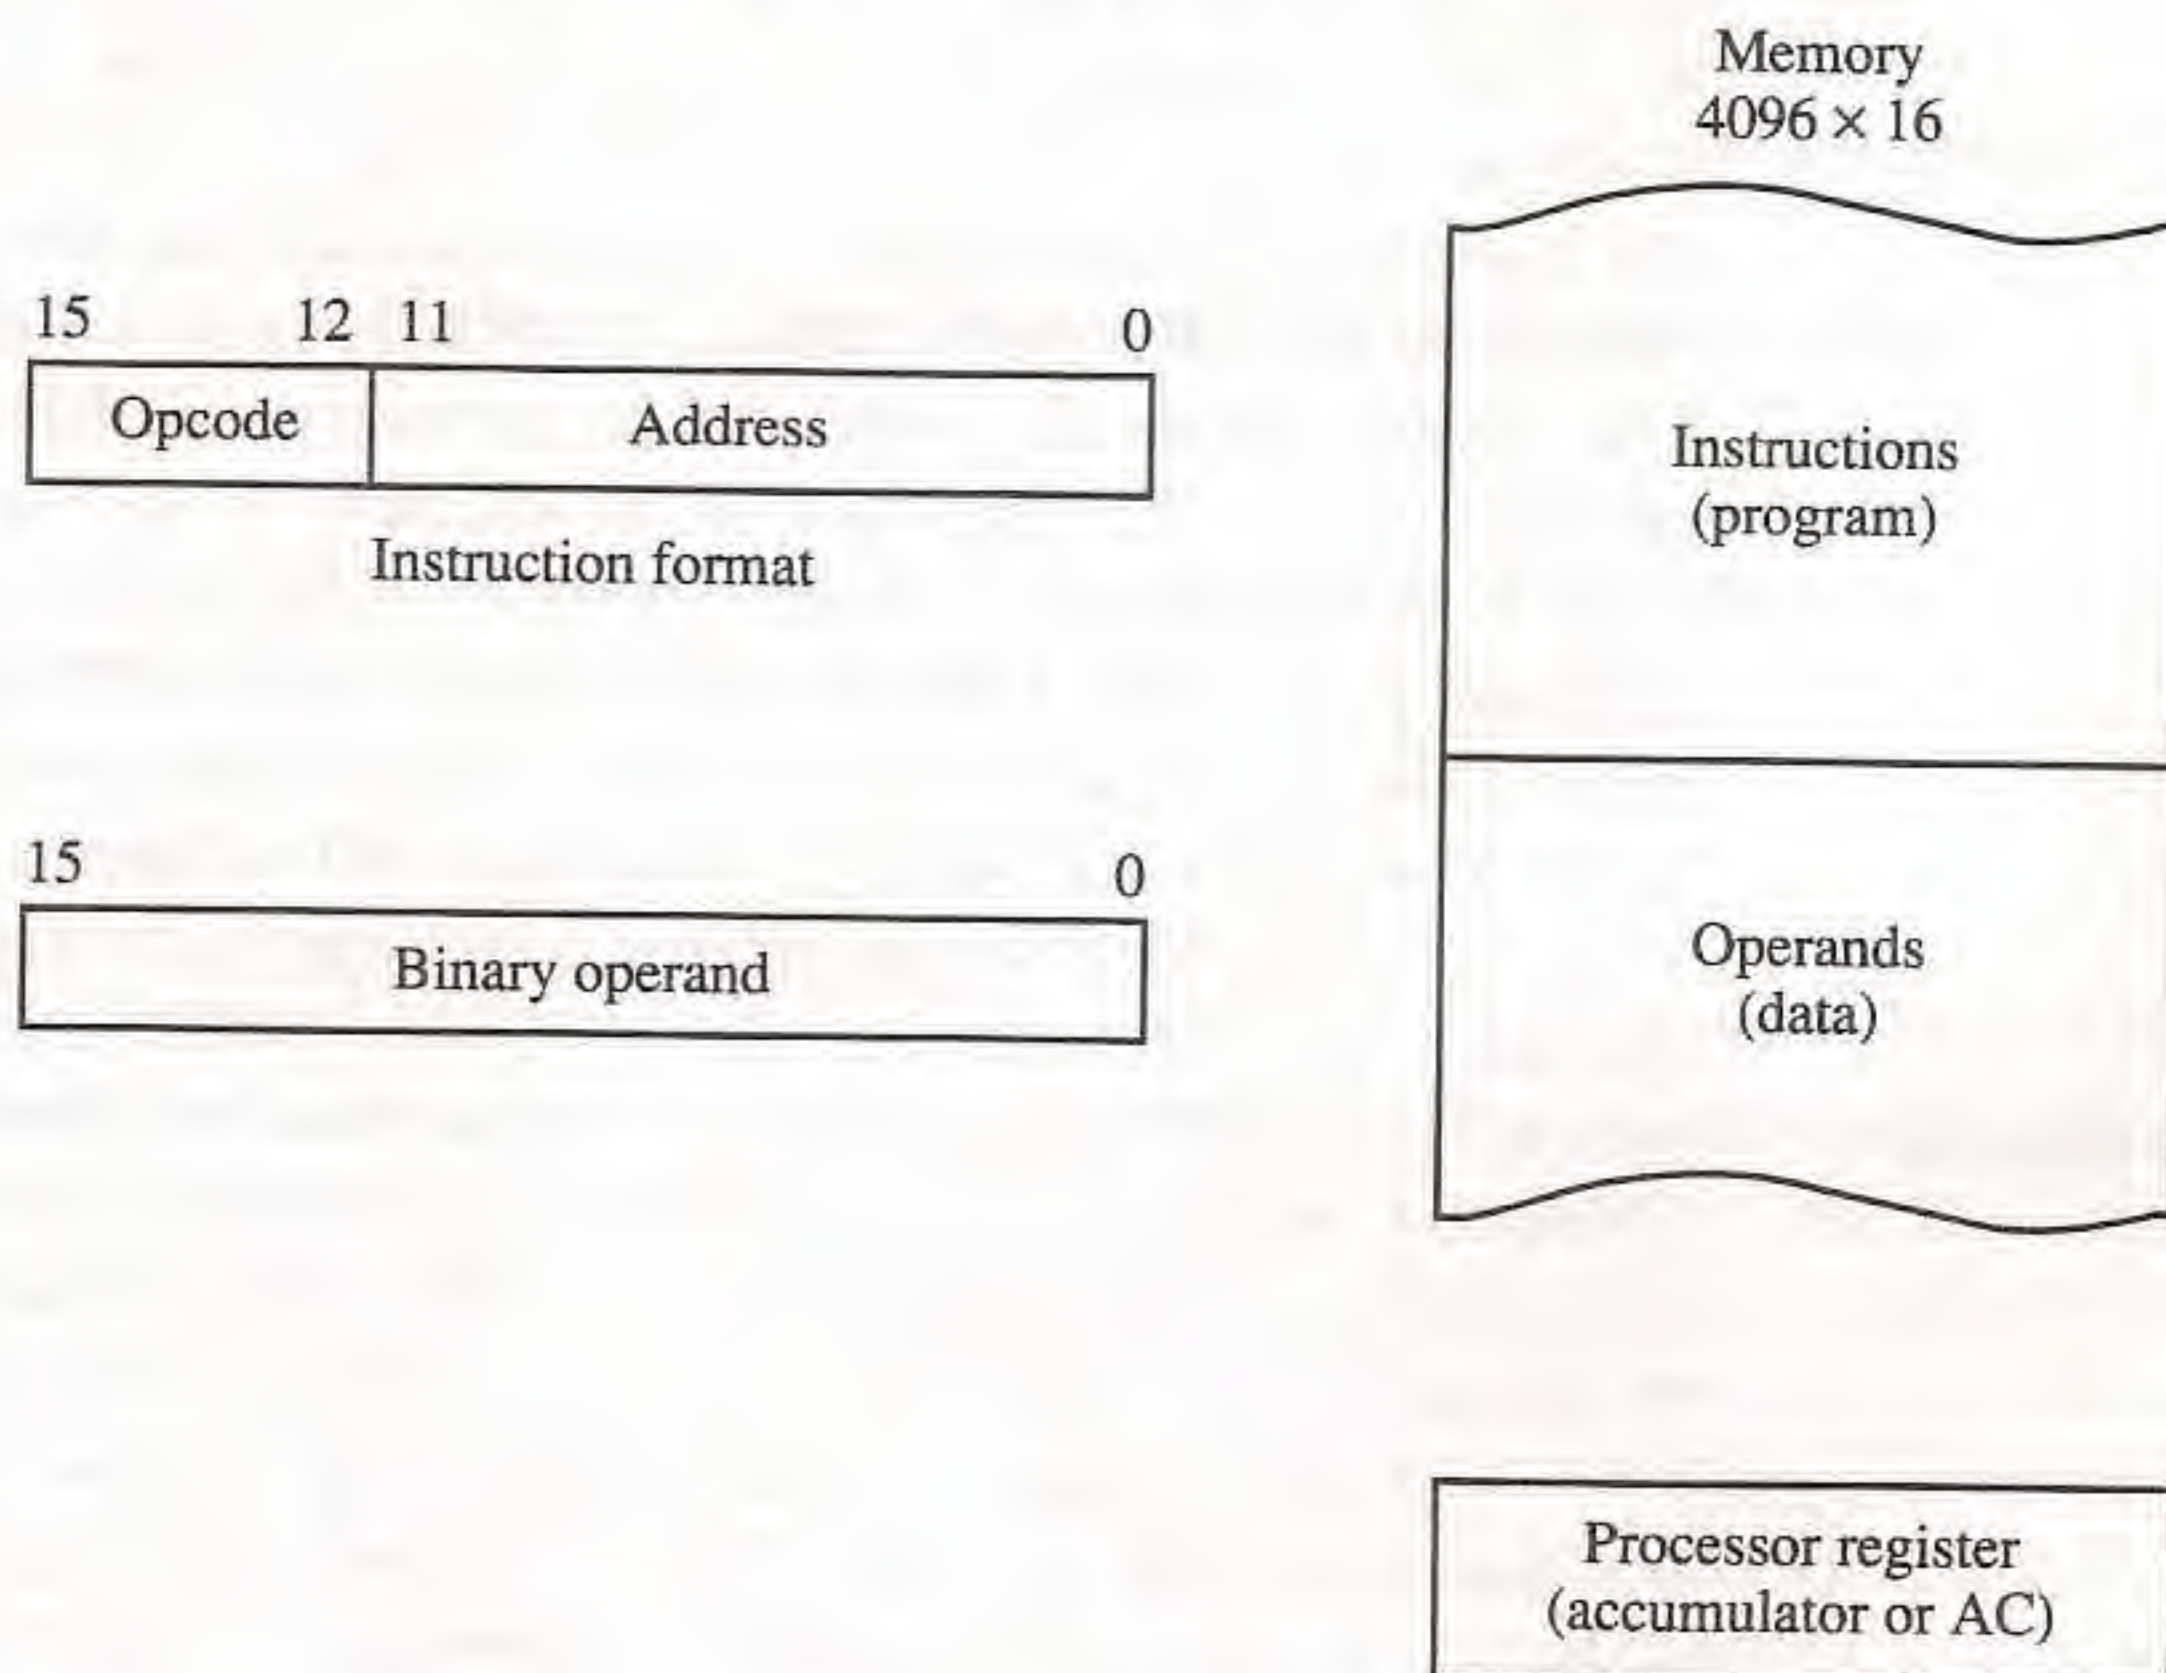 Memory
4096 × 16
15 12 11 0
Opcode Address
Instruction format
Instructions
(program)
15 0
Binary operand
Operands
(data)
Processor register
(accumulator or AC)